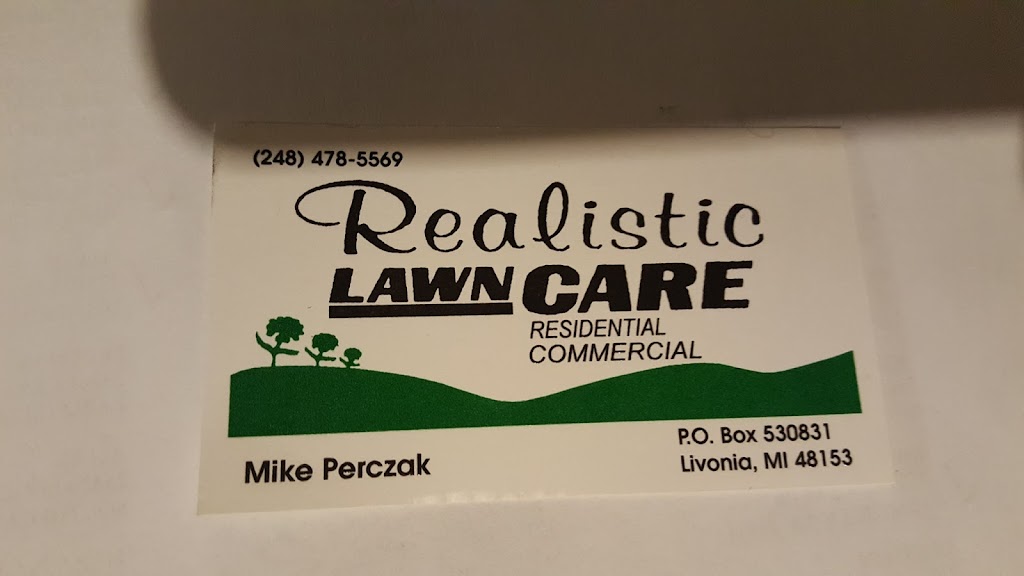 (248) 478-5569
Realistic
LAWN CARE
RESIDENTIAL
COMMERCIAL
Mike Perczak
P.O. Box 530831
Livonia, MI 48153